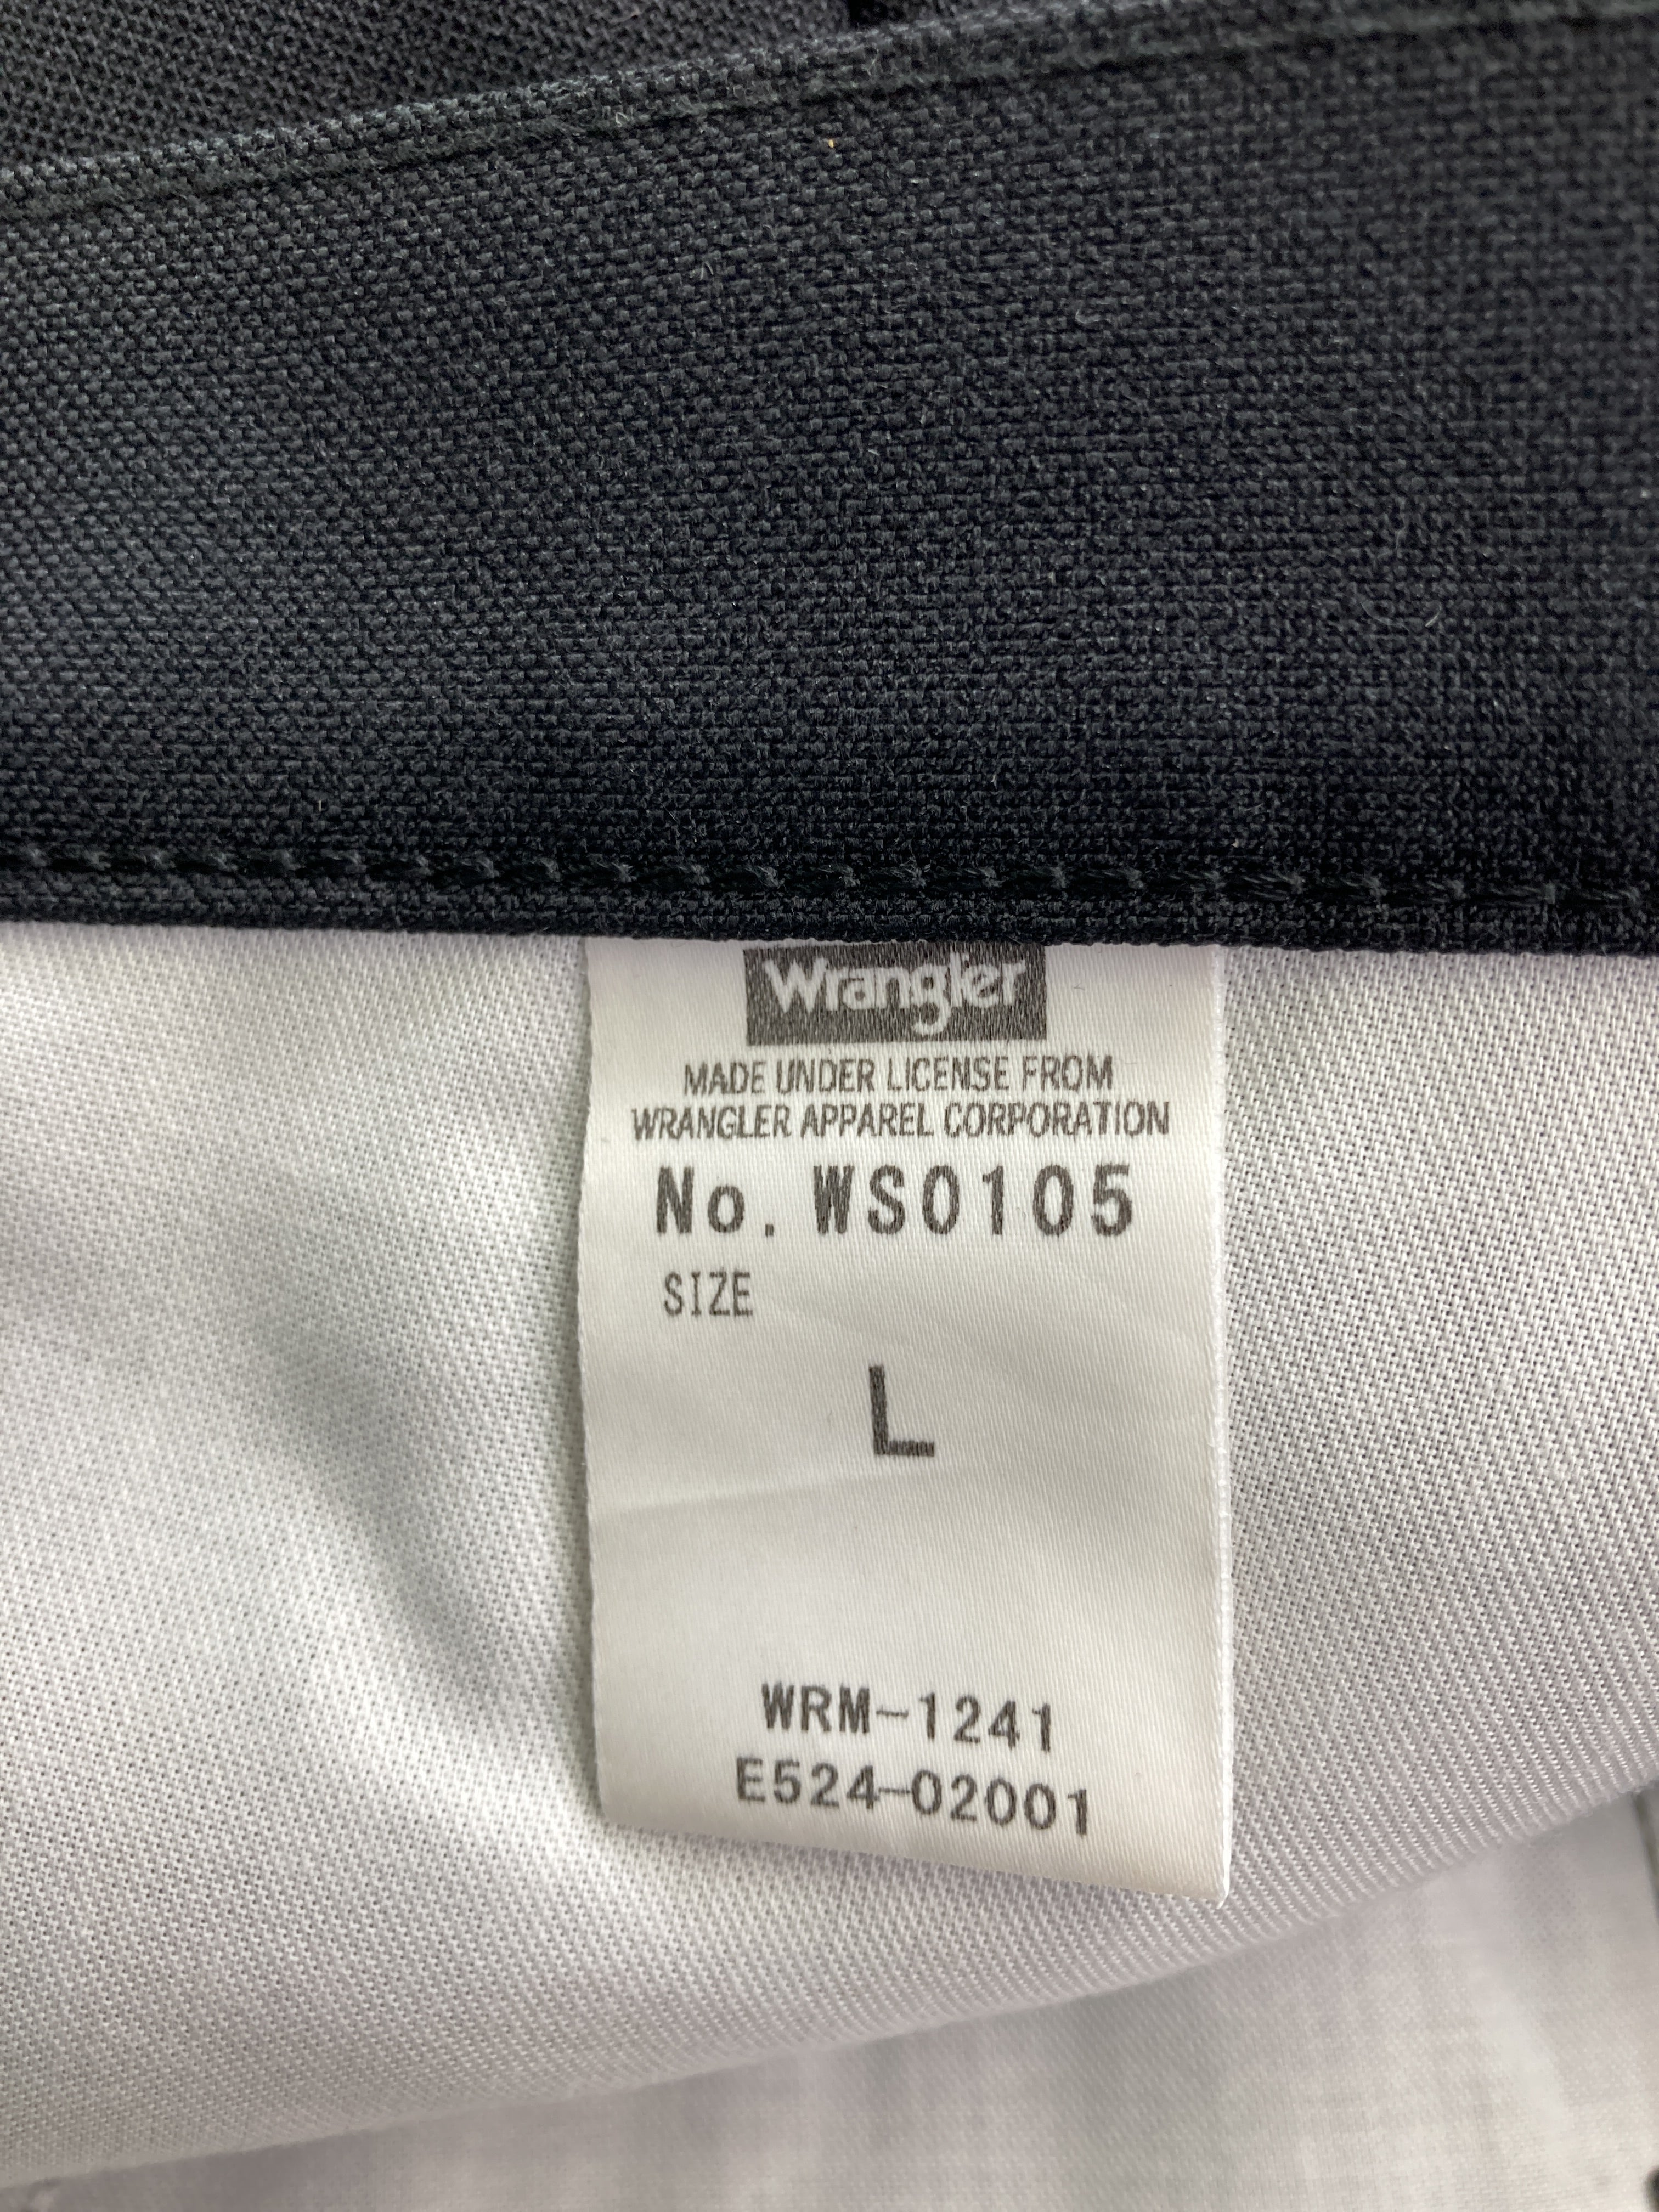 Wrangler
MADE UNDER LICENSE FROM
WRANGLER APPAREL CORPORATION
No. WS0105
SIZE
L
WRM-1241
E524-02001